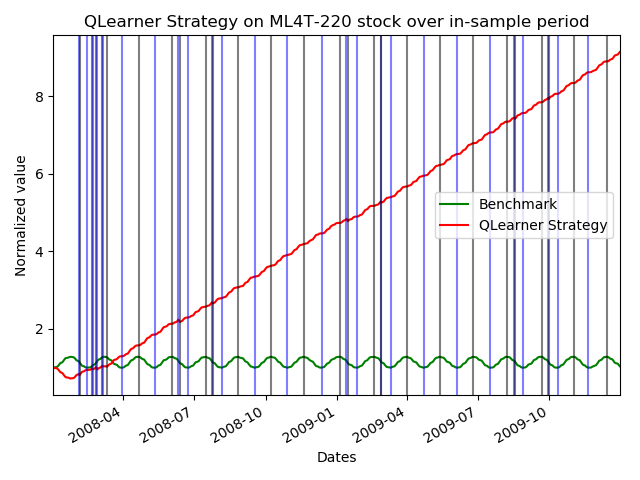 QLearner Strategy on ML4T-220 stock over in-sample period
Normalized value
8
6
4
2
Benchmark
QLearner Strategy
2008-04
2008-07
2008-10
2009-01
2009-04
2009-07
2009-10
Dates